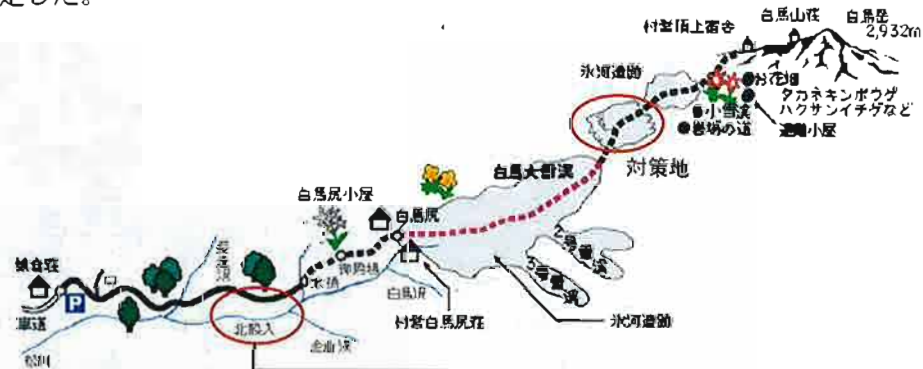 定した。
白馬山荘
白馬岳
2,932m
村営頂上宿舎
氷河遺跡
お花畑
タカネキンポウゲ
ハクサンイチゲなど
避難小屋
小雪渓
岩場の道
対策地
白馬大雪渓
白馬尻小屋
白馬尻
2号雪渓
3号雪渓
猿倉荘
P
車道
御殿場
白馬沢
北股入
金山沢
松川
村営白馬尻荘
氷河遺跡